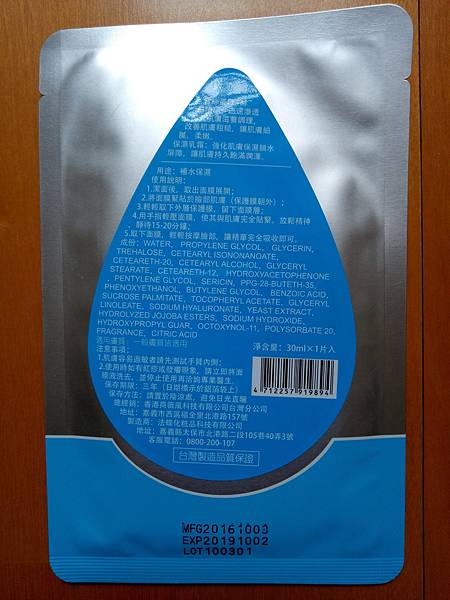 改善肌膚粗糙，讓肌膚細
膩、柔嫩。
保濕乳霜：強化肌膚保濕鎖水
屏障，讓肌膚持久飽滿潤澤。
用途：補水保濕
使用說明：
1.潔面後，取出面膜展開；
2.將面膜緊貼於臉部肌膚（保護膜朝外）；
3.輕輕取下外層保護膜，留下面膜層；
4.用手指輕壓面膜，使其與肌膚完全貼緊，放鬆精神
靜待15-20分鐘；
5.取下面膜，輕輕按摩臉部，讓精華完全吸收即可。
成份：WATER, PROPYLENE GLYCOL, GLYCERIN,
TREHALOSE, CETEARYL ISONONANOATE,
CETEARETH-20, CETEARYL ALCOHOL, GLYCERYL
STEARATE, CETEARETH-12, HYDROXYACETOPHENONE
, PENTYLENE GLYCOL, SERICIN, PPG-28-BUTETH-35,
PHENOXYETHANOL, BUTYLENE GLYCOL, BENZOIC ACID,
SUCROSE PALMITATE, TOCOPHERYL ACETATE, GLYCERYL
LINOLEATE, SODIUM HYALURONATE, YEAST EXTRACT,
HYDROLYZED JOJOBA ESTERS, SODIUM HYDROXIDE,
HYDROXYPROPYL GUAR, OCTOXYNOL-11, POLYSORBATE 20,
FRAGRANCE, CITRIC ACID
適用膚質：一般膚質皆適用
注意事項：
淨含量：30ml×1片入
1.肌膚容易過敏者請先測試手臂內側；
2.使用時如有紅疹或發癢現象，請立即將面
膜液洗去，並停止使用再洽詢專業醫生.
保存期限：三年（日期標示於鋁箔袋上）
保存方法：請置於陰涼處，避免日光直曬
4 712257 919894
總經銷：香港商微風科技有限公司台灣分公司
地址：嘉義市西區福全里北港路157號
製造商：法蝶化粧品科技有限公司
地址：嘉義縣太保市北港路二段105巷40弄3號
客服電話：0800-200-107
台灣製造品質保證
MFG20161003
EXP20191002
LOT100301